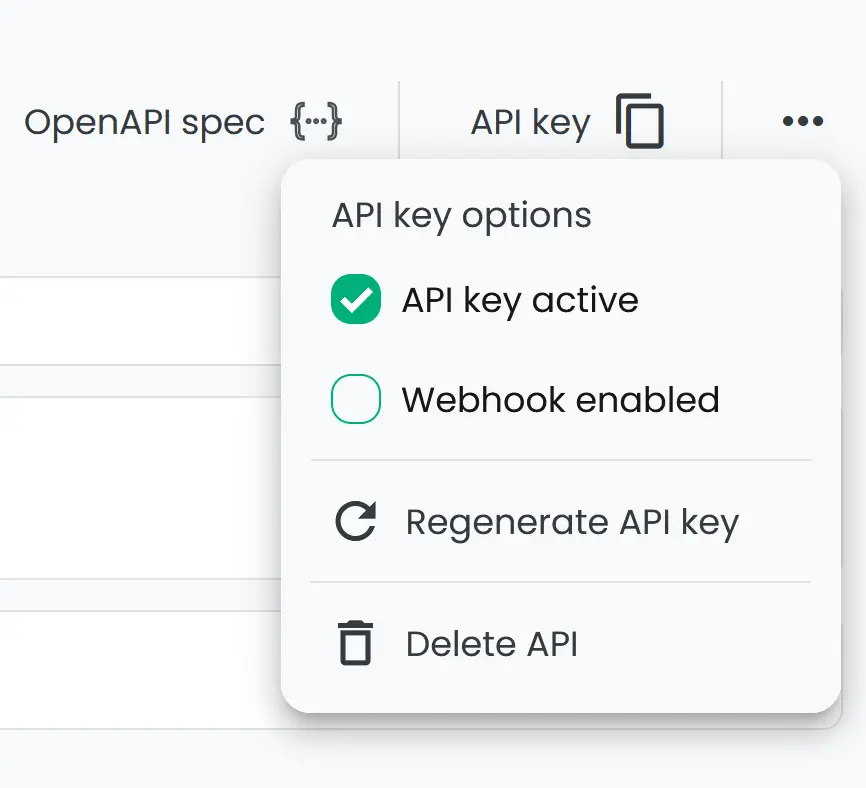 OpenAPI spec {...} API key
API key options
API key active
Webhook enabled
Regenerate API key
Delete API